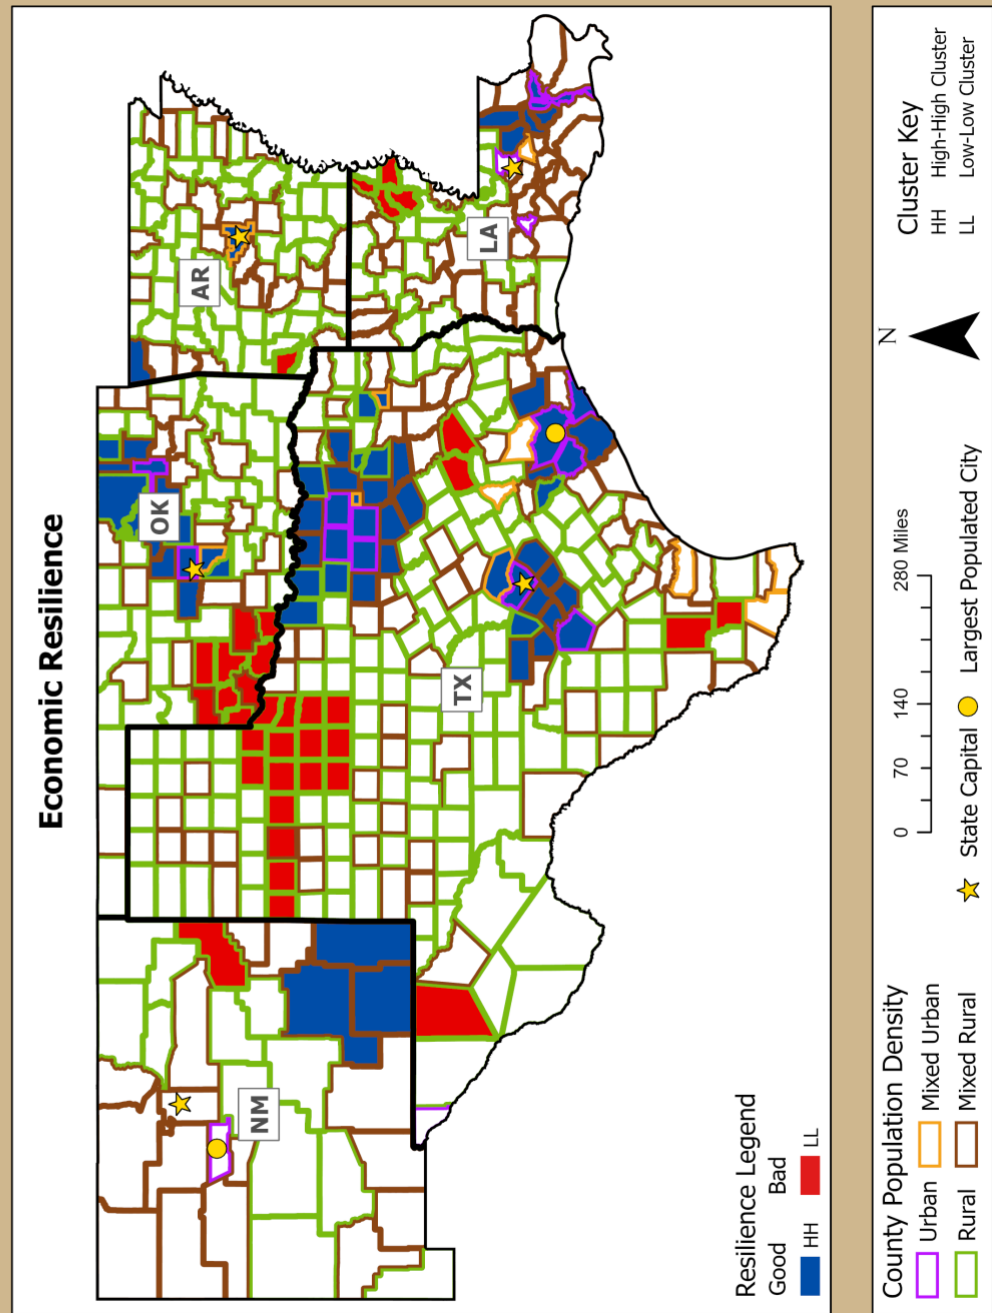 Economic Resilience
NM
OK
AR
TX
LA
Resilience Legend
Good Bad
HH LL
County Population Density
Urban Mixed Urban
Rural Mixed Rural
0 70 140 280 Miles
State Capital Largest Populated City
N
Cluster Key
HH High-High Cluster
LL Low-Low Cluster